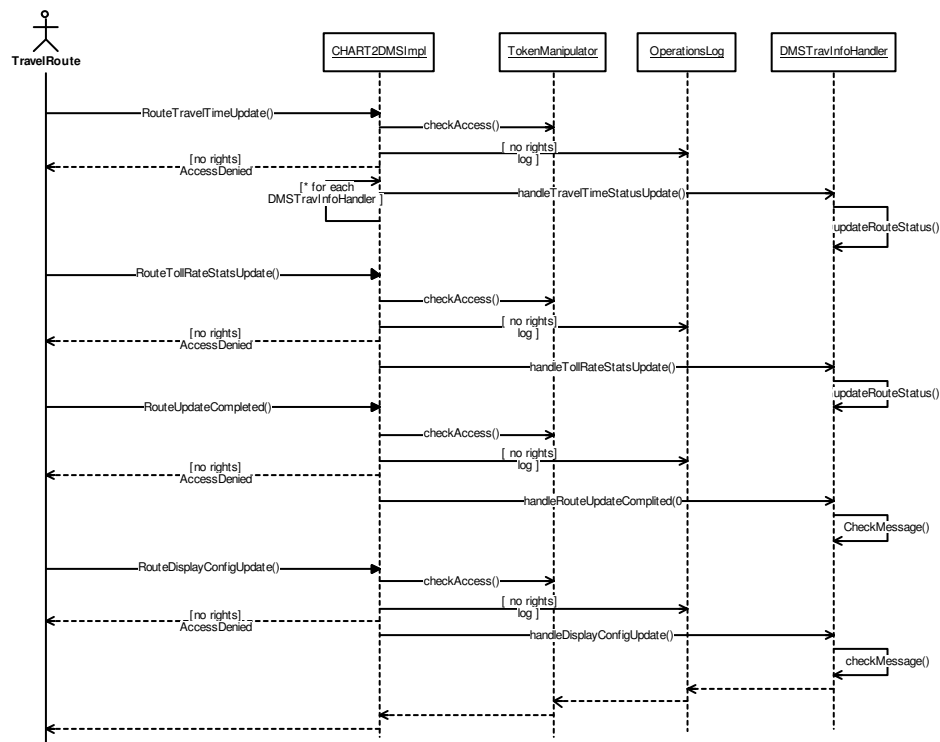 TravelRoute
CHART2DMSImpl
TokenManipulator
OperationsLog
DMSTravInfoHandler
RouteTravelTimeUpdate()
checkAccess()
[ no rights]
log ]
[no rights]
AccessDenied
[* for each
DMSTravInfoHandler ]
handleTravelTimeStatusUpdate()
updateRouteStatus()
RouteTollRateStatsUpdate()
checkAccess()
[ no rights]
log ]
[no rights]
AccessDenied
handleTollRateStatsUpdate()
updateRouteStatus()
RouteUpdateCompleted()
checkAccess()
[ no rights]
log ]
[no rights]
AccessDenied
handleRouteUpdateComplited(0
CheckMessage()
RouteDisplayConfigUpdate()
checkAccess()
[ no rights]
log ]
[no rights]
AccessDenied
handleDisplayConfigUpdate()
checkMessage()